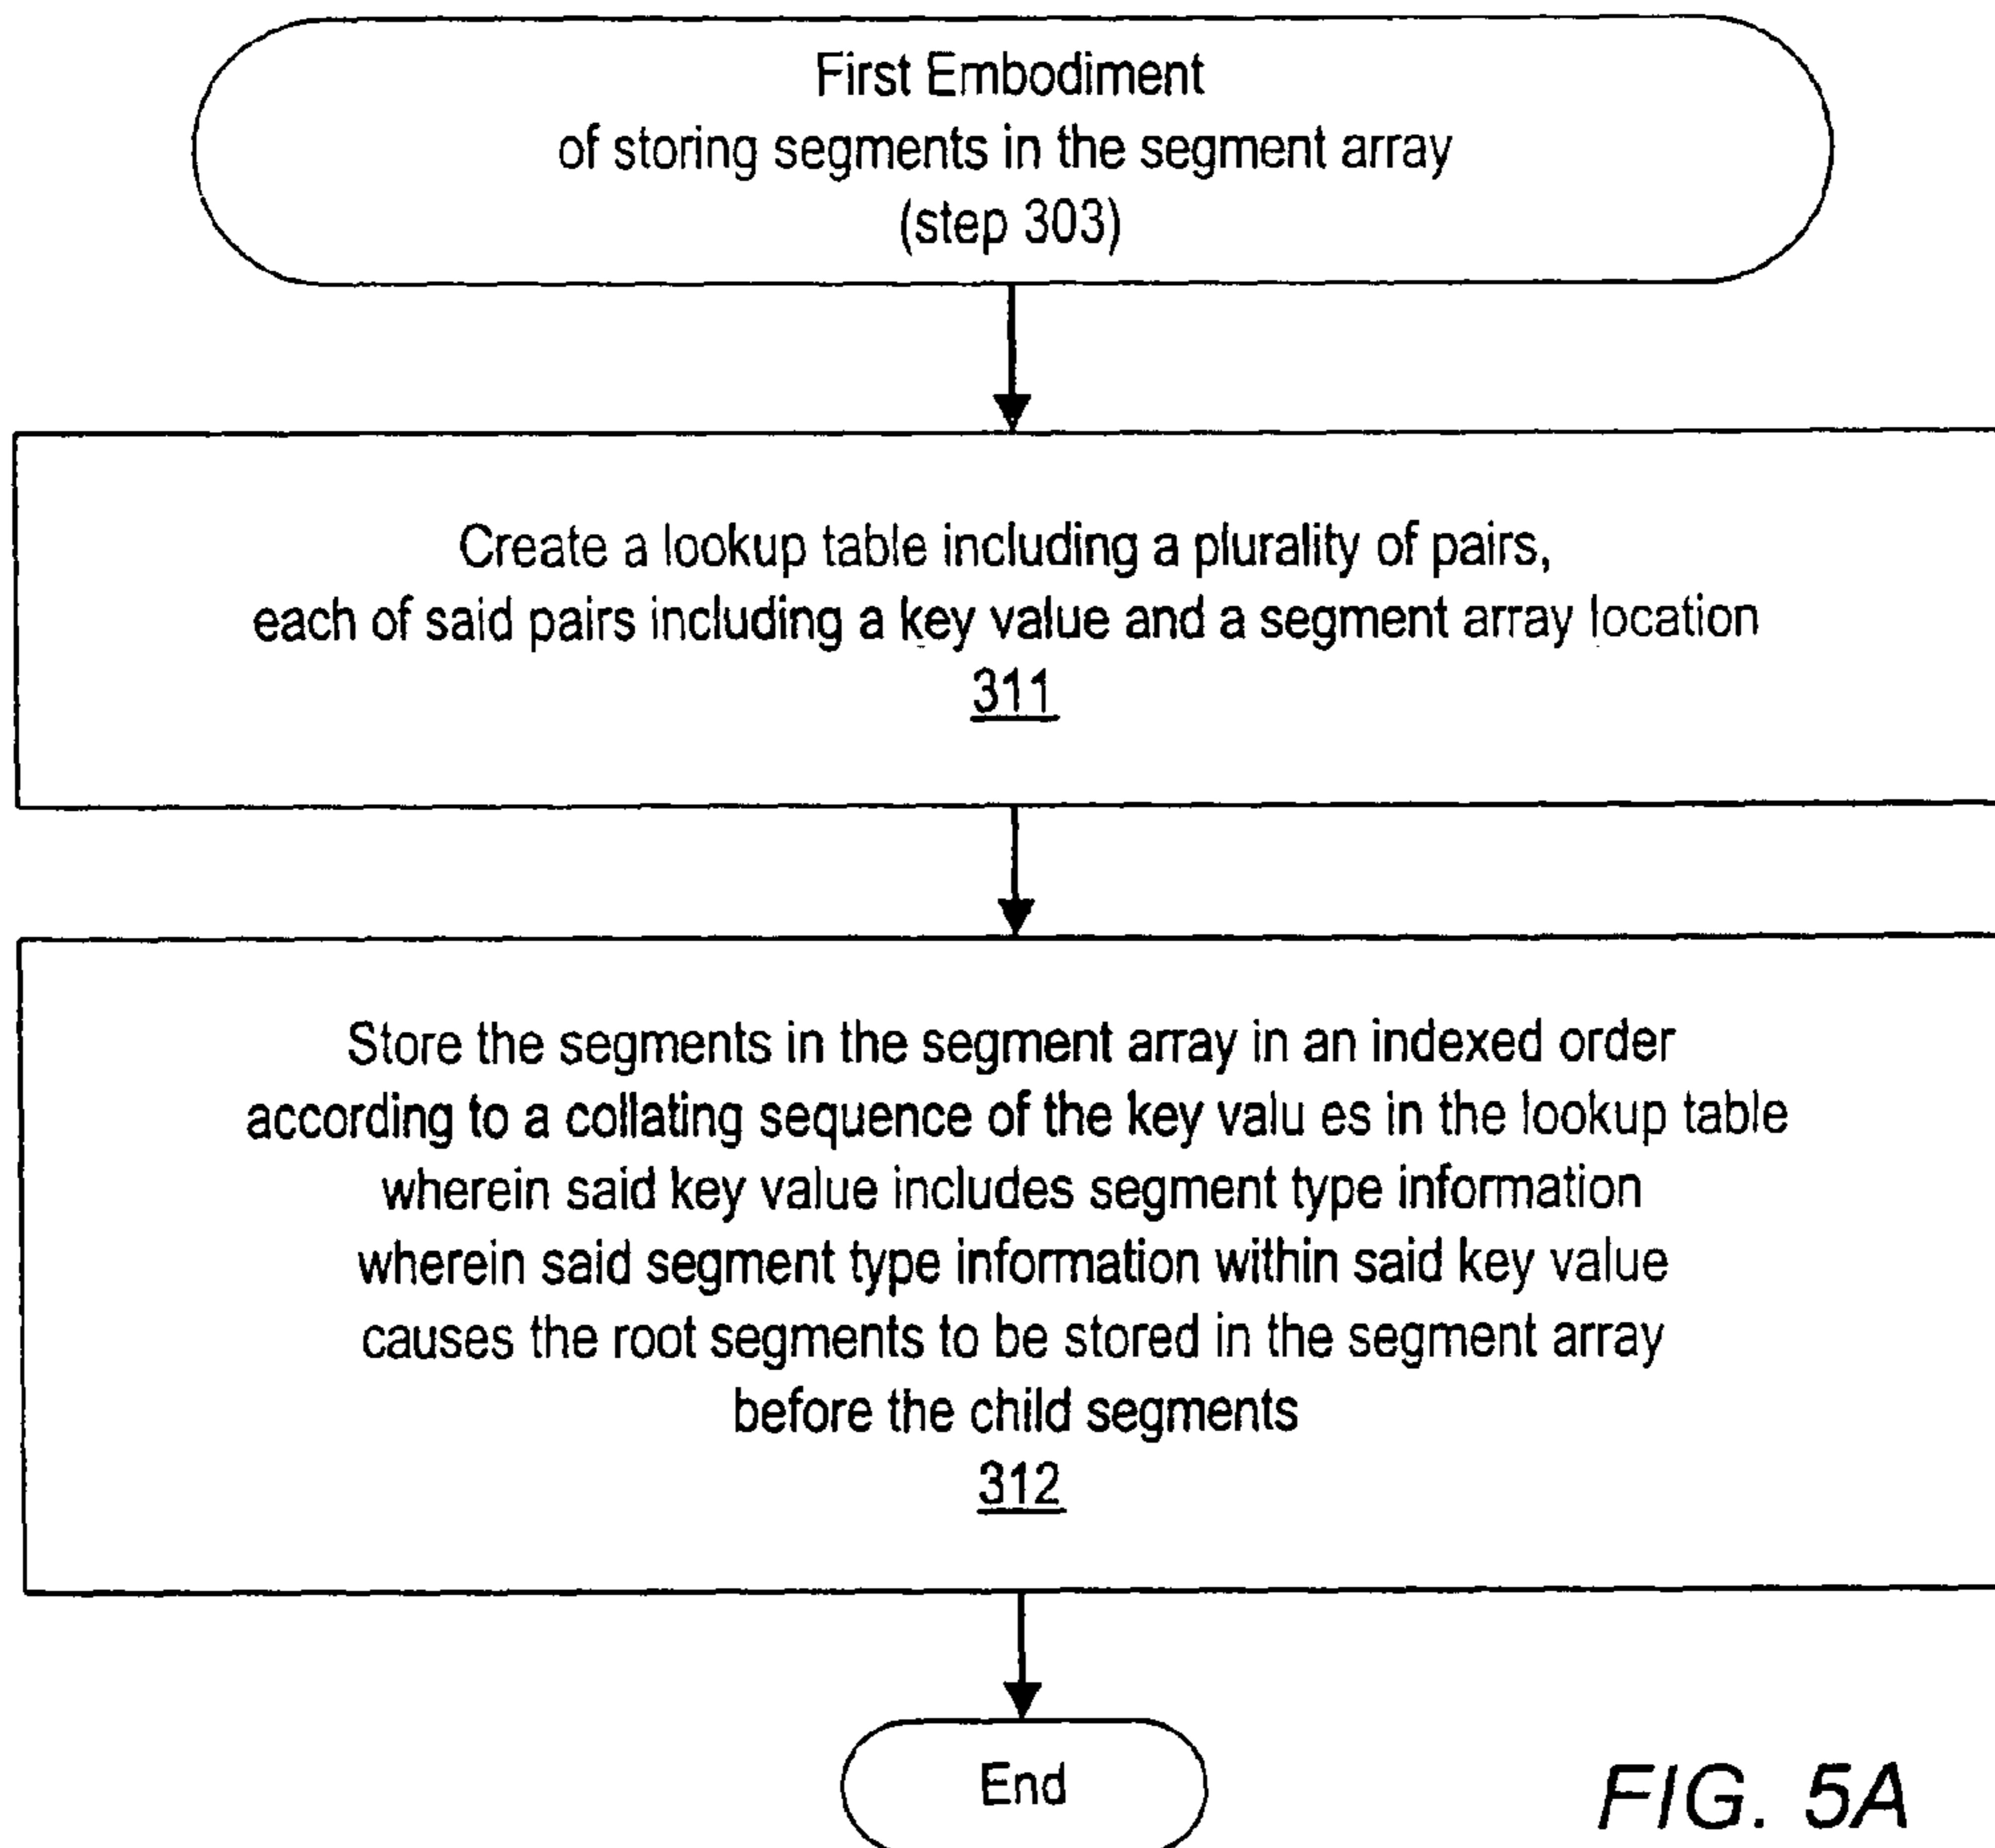 First Embodiment
of storing segments in the segment array
(step 303)
Create a lookup table including a plurality of pairs,
each of said pairs including a key value and a segment array location
311
Store the segments in the segment array in an indexed order
according to a collating sequence of the key valu es in the lookup table
wherein said key value includes segment type information
wherein said segment type information within said key value
causes the root segments to be stored in the segment array
before the child segments
312
End
FIG. 5A